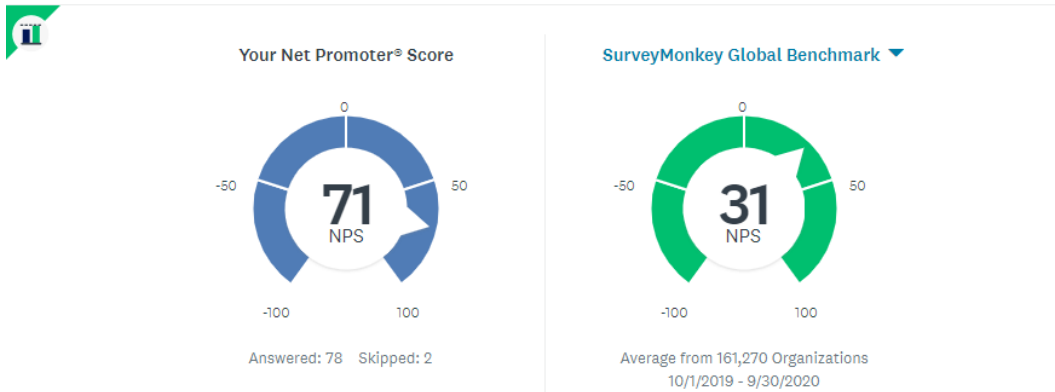 Your Net Promoter® Score
0
-50
50
71
NPS
-100
100
Answered: 78 Skipped: 2
SurveyMonkey Global Benchmark
0
-50
50
31
NPS
-100
100
Average from 161,270 Organizations
10/1/2019 - 9/30/2020